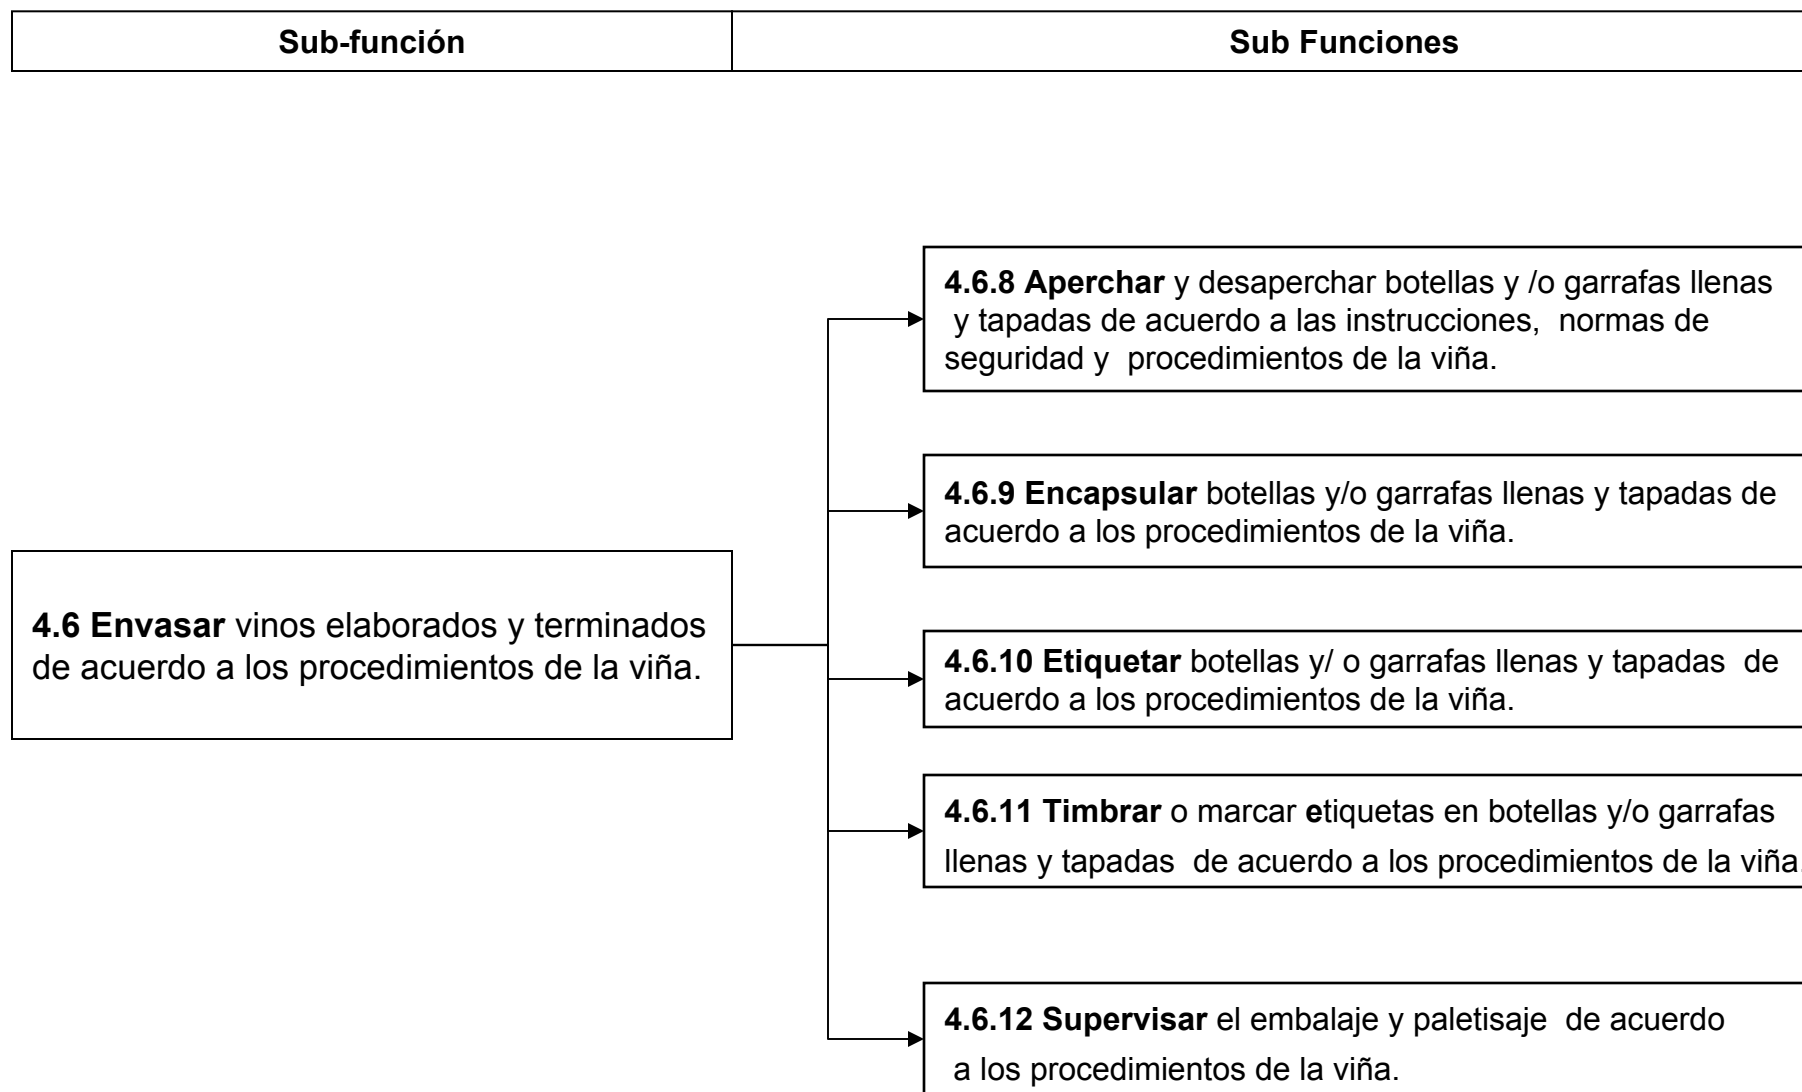 Sub-función
Sub Funciones
4.6.8 Aperchar y desaperchar botellas y /o garrafas llenas
y tapadas de acuerdo a las instrucciones, normas de
seguridad y procedimientos de la viña.
4.6.9 Encapsular botellas y/o garrafas llenas y tapadas de
acuerdo a los procedimientos de la viña.
4.6 Envasar vinos elaborados y terminados
de acuerdo a los procedimientos de la viña.
4.6.10 Etiquetar botellas y/ o garrafas llenas y tapadas de
acuerdo a los procedimientos de la viña.
4.6.11 Timbrar o marcar etiquetas en botellas y/o garrafas
llenas y tapadas de acuerdo a los procedimientos de la viña.
4.6.12 Supervisar el embalaje y paletisaje de acuerdo
a los procedimientos de la viña.